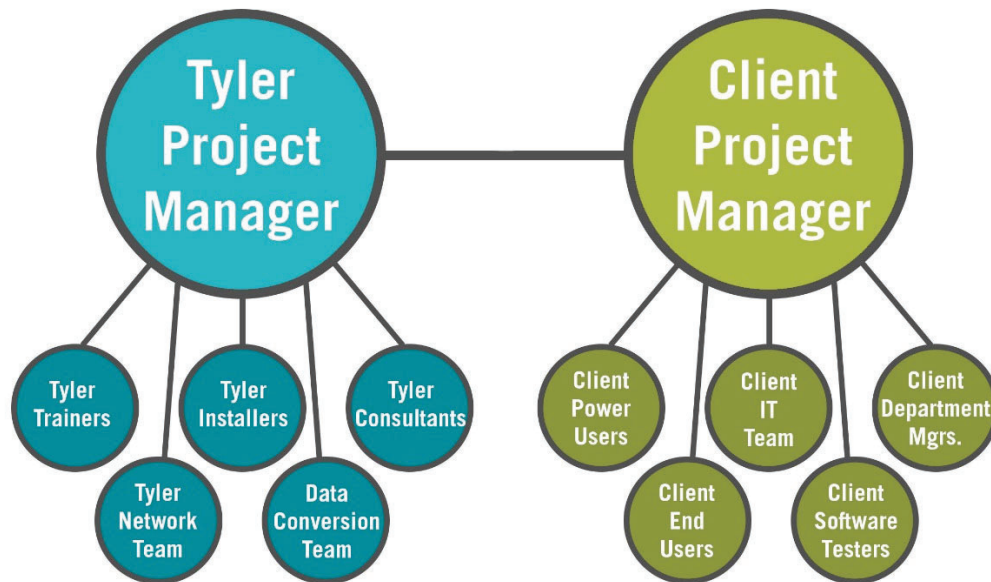 Tyler
Project
Manager
Client
Project
Manager
Tyler
Trainers
Tyler
Installers
Tyler
Consultants
Client
Power
Users
Client
IT
Team
Client
Department
Mgrs.
Tyler
Network
Team
Data
Conversion
Team
Client
End
Users
Client
Software
Testers